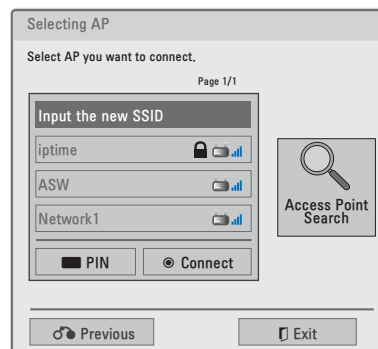 Selecting AP
Select AP you want to connect.
Page 1/1
Input the new SSID
iptime
ASW
Network1
PIN
Connect
Access Point
Search
Previous
Exit